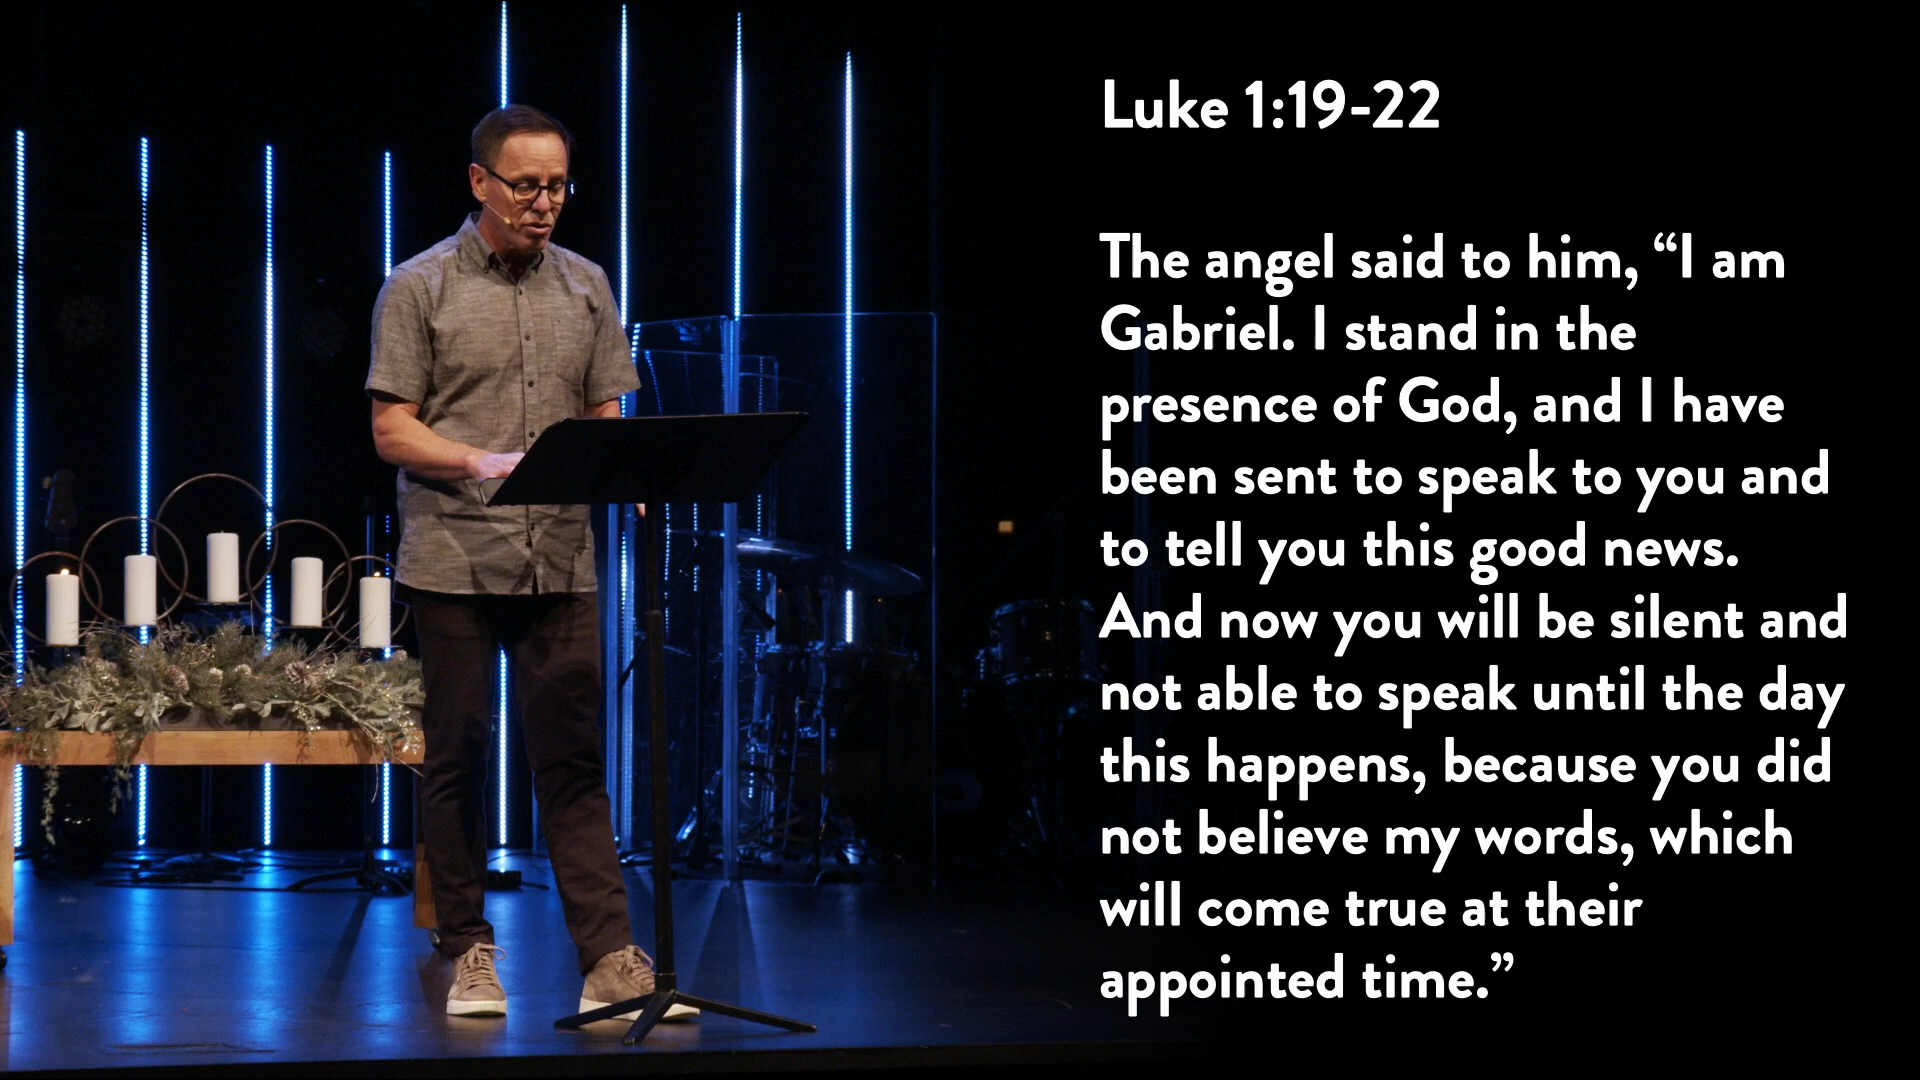 Luke 1:19-22
The angel said to him, “I am
Gabriel. I stand in the
presence of God, and I have
been sent to speak to you and
to tell you this good news.
And now you will be silent and
not able to speak until the day
this happens, because you did
not believe my words, which
will come true at their
appointed time.”